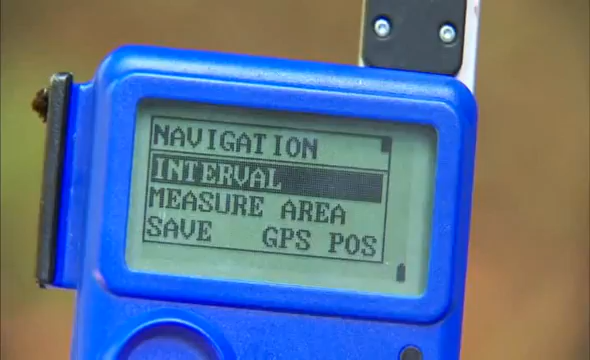 NAVIGATION
INTERVAL
MEASURE AREA
SAVE GPS POS